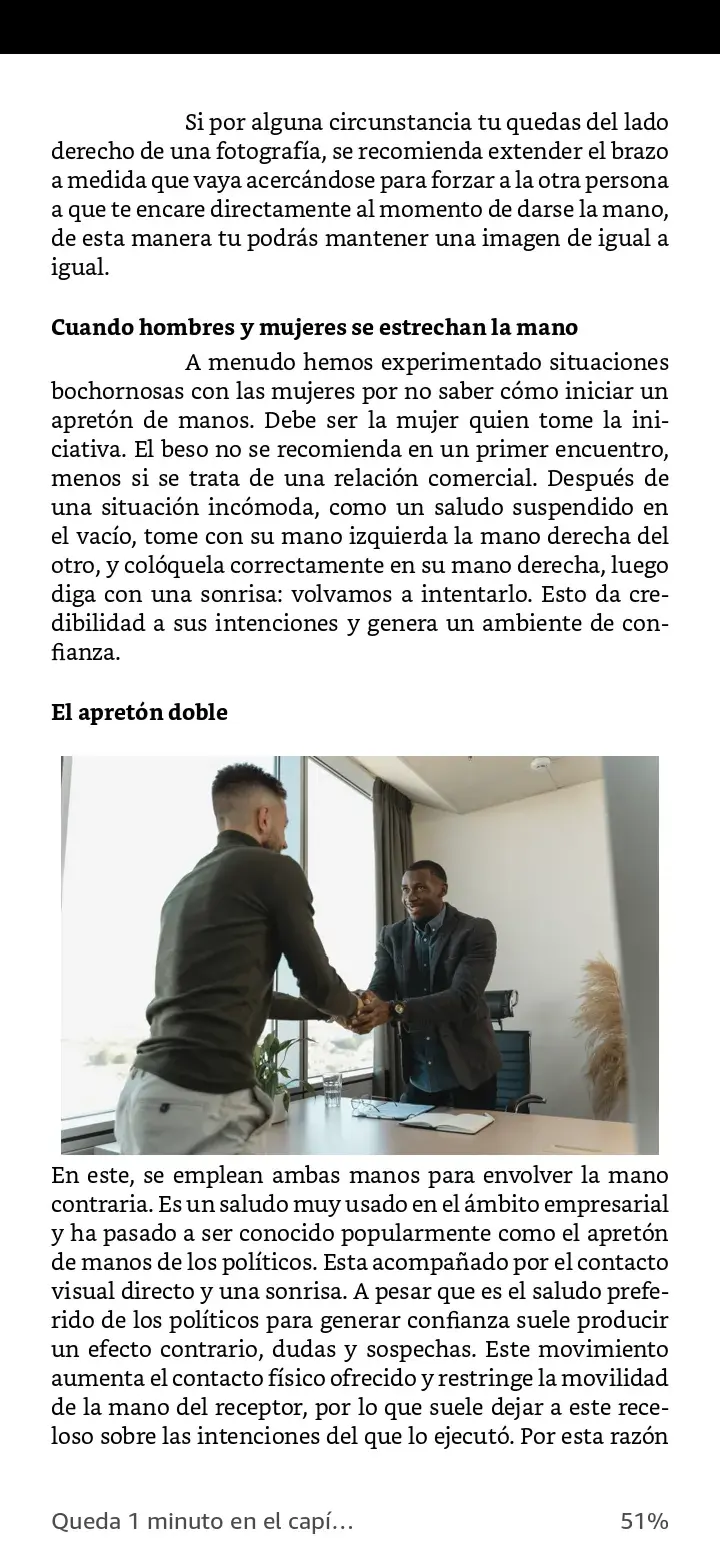 Si por alguna circunstancia tu quedas del lado
derecho de una fotografía, se recomienda extender el brazo
a medida que vaya acercándose para forzar a la otra persona
a que te encare directamente al momento de darse la mano,
de esta manera tu podrás mantener una imagen de igual a
igual.
Cuando hombres y mujeres se estrechan la mano
A menudo hemos experimentado situaciones
bochornosas con las mujeres por no saber cómo iniciar un
apretón de manos. Debe ser la mujer quien tome la ini-
ciativa. El beso no se recomienda en un primer encuentro,
menos si se trata de una relación comercial. Después de
una situación incómoda, como un saludo suspendido en
el vacío, tome con su mano izquierda la mano derecha del
otro, y colóquela correctamente en su mano derecha, luego
diga con una sonrisa: volvamos a intentarlo. Esto da cre-
dibilidad a sus intenciones y genera un ambiente de con-
fianza.
El apretón doble
En este, se emplean ambas manos para envolver la mano
contraria. Es un saludo muy usado en el ámbito empresarial
y ha pasado a ser conocido popularmente como el apretón
de manos de los políticos. Esta acompañado por el contacto
visual directo y una sonrisa. A pesar que es el saludo prefe-
rido de los políticos para generar confianza suele producir
un efecto contrario, dudas y sospechas. Este movimiento
aumenta el contacto físico ofrecido y restringe la movilidad
de la mano del receptor, por lo que suele dejar a este rece-
loso sobre las intenciones del que lo ejecutó. Por esta razón
Queda 1 minuto en el capí… 51%